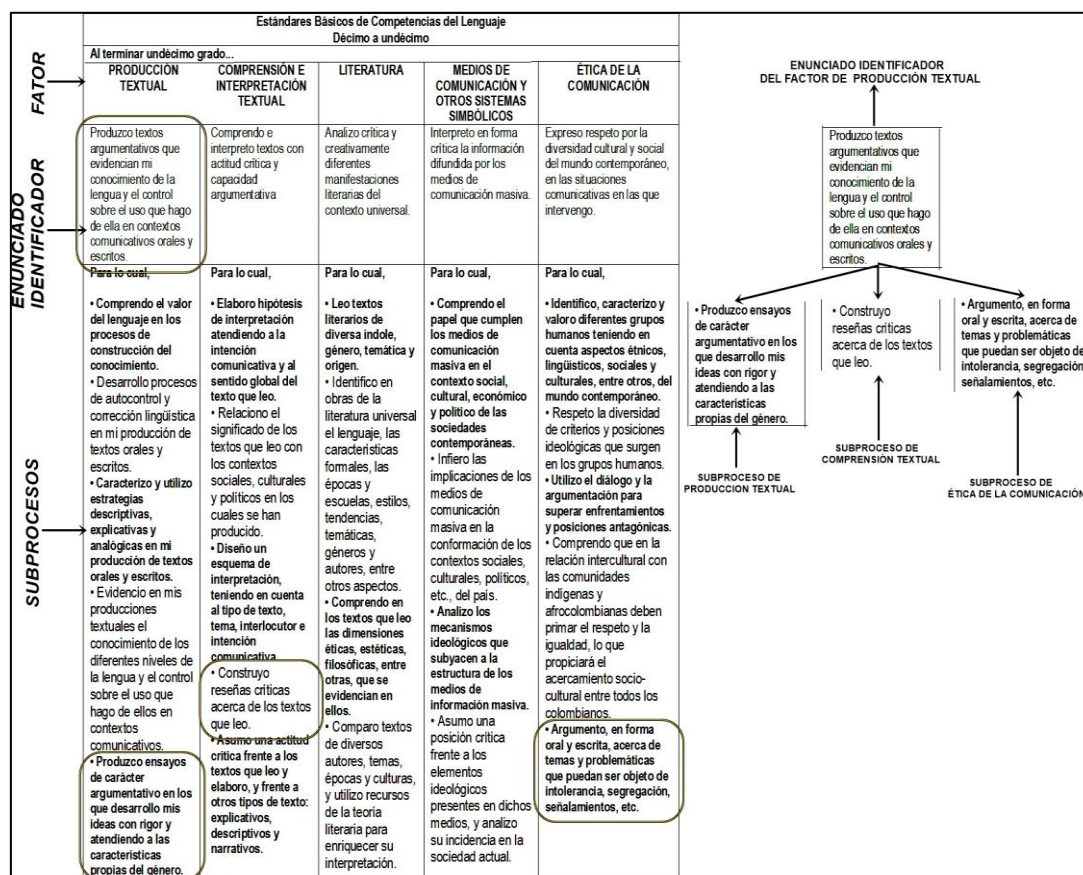 Estándares Básicos de Competencias del Lenguaje
Décimo a undécimo
Al terminar undécimo grado...
FATOR
PRODUCCIÓN
TEXTUAL
COMPRENSIÓN E
INTERPRETACIÓN
TEXTUAL
LITERATURA
MEDIOS DE
COMUNICACIÓN Y
OTROS SISTEMAS
SIMBÓLICOS
ÉTICA DE LA
COMUNICACIÓN
ENUNCIADO
IDENTIFICADOR
Produzco textos
argumentativos que
evidencian mi
conocimiento de la
lengua y el control
sobre el uso que hago
de ella en contextos
comunicativos orales y
escritos.
Comprendo e
interpreto textos con
actitud crítica y
capacidad
argumentativa
Analizo crítica y
creativamente
diferentes
manifestaciones
literarias del
contexto universal.
Interpreto en forma
crítica la información
difundida por los
medios de
comunicación masiva.
Expreso respeto por la
diversidad cultural y social
del mundo contemporáneo,
en las situaciones
comunicativas en las que
intervengo.
SUBPROCESOS
Para lo cual,
• Comprendo el valor
del lenguaje en los
procesos de
construcción del
conocimiento.
• Desarrollo procesos
de autocontrol y
corrección lingüística
en mi producción de
textos orales y
escritos.
• Caracterizo y utilizo
estrategias
descriptivas,
explicativas y
analógicas en mi
producción de textos
orales y escritos.
• Evidencio en mis
producciones
textuales el
conocimiento de los
diferentes niveles de
la lengua y el control
sobre el uso que
hago de ellos en
contextos
comunicativos.
• Produzco ensayos
de carácter
argumentativo en los
que desarrollo mis
ideas con rigor y
atendiendo a las
características
propias del género.
Para lo cual,
• Elaboro hipótesis
de interpretación
atendiendo a la
intención
comunicativa y al
sentido global del
texto que leo.
• Relaciono el
significado de los
textos que leo con
los contextos
sociales, culturales
y políticos en los
cuales se han
producido.
• Diseño un
esquema de
interpretación,
teniendo en cuenta
al tipo de texto,
tema, interlocutor e
intención
comunicativa
• Construyo
reseñas críticas
acerca de los textos
que leo.
• Asumo una actitud
crítica frente a los
textos que leo y
elaboro, y frente a
otros tipos de texto:
explicativos,
descriptivos y
narrativos.
Para lo cual,
• Leo textos
literarios de
diversa índole,
género, temática y
origen.
• Identifico en
obras de la
literatura universal
el lenguaje, las
características
formales, las
épocas y
escuelas, estilos,
tendencias,
temáticas,
géneros y
autores, entre
otros aspectos.
• Comprendo en
los textos que leo
las dimensiones
éticas, estéticas,
filosóficas, entre
otras, que se
evidencian en
ellos.
• Comparo textos
de diversos
autores, temas,
épocas y culturas,
y utilizo recursos
de la teoría
literaria para
enriquecer su
interpretación.
Para lo cual,
• Comprendo el
papel que cumplen
los medios de
comunicación
masiva en el
contexto social,
cultural, económico
y político de las
sociedades
contemporáneas.
• Infiero las
implicaciones de los
medios de
comunicación
masiva en la
conformación de los
contextos sociales,
culturales, políticos,
etc., del país.
• Analizo los
mecanismos
ideológicos que
subyacen a la
estructura de los
medios de
información masiva.
• Asumo una
posición crítica
frente a los
elementos
ideológicos
presentes en dichos
medios, y analizo
su incidencia en la
sociedad actual.
Para lo cual,
• Identifico, caracterizo y
valoro diferentes grupos
humanos teniendo en
cuenta aspectos étnicos,
lingüísticos, sociales y
culturales, entre otros, del
mundo contemporáneo.
• Respeto la diversidad
de criterios y posiciones
ideológicas que surgen
en los grupos humanos.
• Utilizo el diálogo y la
argumentación para
superar enfrentamientos
y posiciones antagónicas.
• Comprendo que en la
relación intercultural con
las comunidades
indígenas y
afrocolombianas deben
primar el respeto y la
igualdad, lo que
propiciará el
acercamiento socio-
cultural entre todos los
colombianos.
• Argumento, en forma
oral y escrita, acerca de
temas y problemáticas
que puedan ser objeto de
intolerancia, segregación,
señalamientos, etc.
ENUNCIADO IDENTIFICADOR
DEL FACTOR DE PRODUCCIÓN TEXTUAL
Produzco textos
argumentativos que
evidencian mi
conocimiento de la
lengua y el control
sobre el uso que hago
de ella en contextos
comunicativos orales y
escritos.
• Produzco ensayos
de carácter
argumentativo en los
que desarrollo mis
ideas con rigor y
atendiendo a las
características
propias del género.
• Construyo
reseñas críticas
acerca de los textos
que leo.
• Argumento, en forma
oral y escrita, acerca de
temas y problemáticas
que puedan ser objeto de
intolerancia, segregación,
señalamientos, etc.
SUBPROCESO DE
PRODUCCION TEXTUAL
SUBPROCESO DE
COMPRENSIÓN TEXTUAL
SUBPROCESO DE
ÉTICA DE LA COMUNICACIÓN